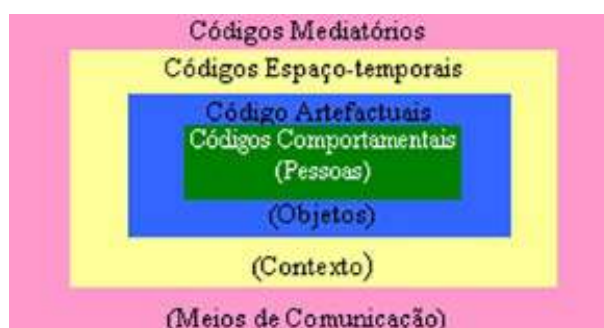 Códigos Mediatórios
Códigos Espaço-temporais
Código Artefactuais
Códigos Comportamentais
(Pessoas)
(Objetos)
(Contexto)
(Meios de Comunicação)